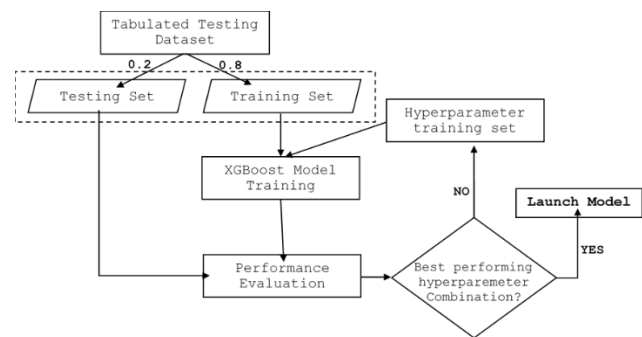 Tabulated Testing
Dataset
0.2
0.8
Testing Set
Training Set
Hyperparameter
training set
XGBoost Model
Training
NO
Launch Model
YES
Performance
Evaluation
Best performing
hyperparemeter
Combination?